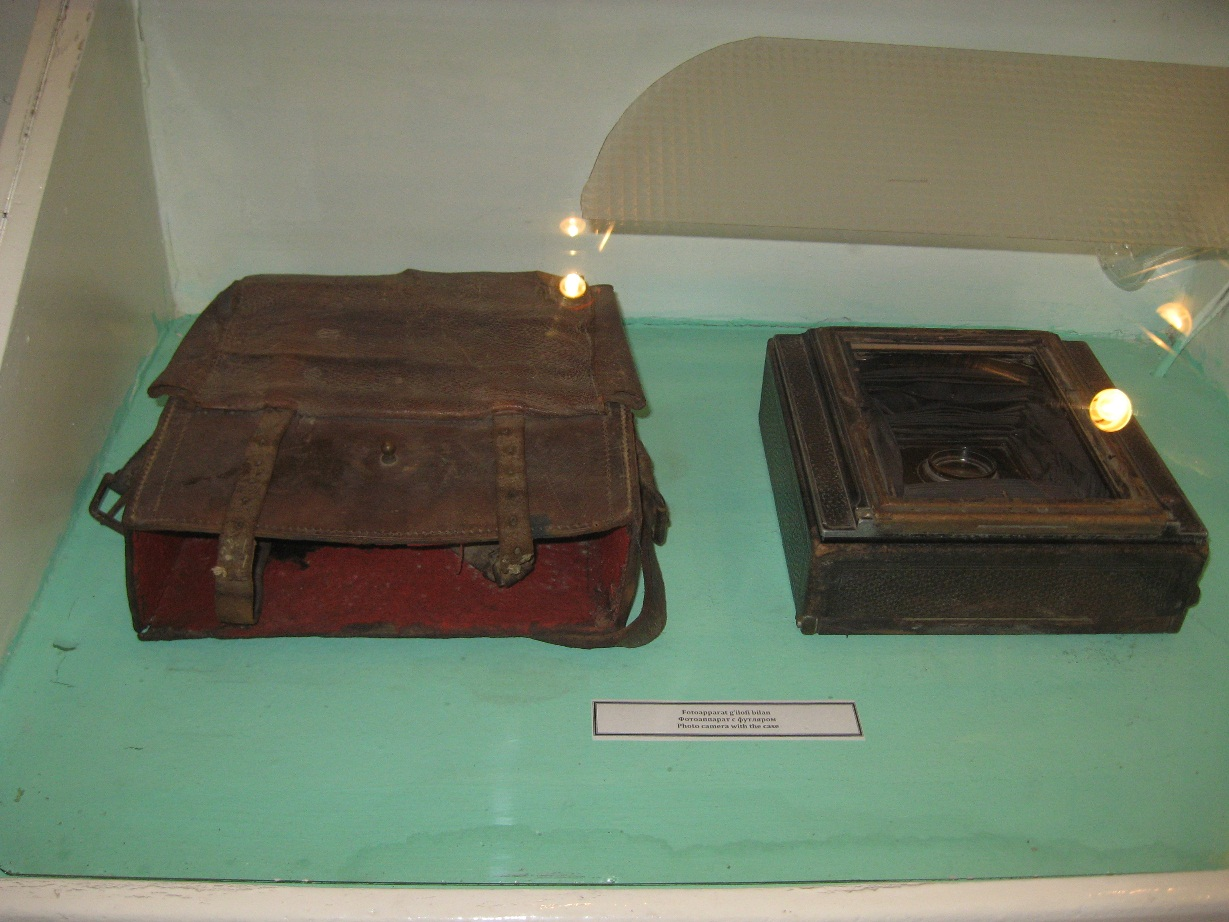 Fotoapparat g'ilofi bilan
Фотоаппарат с футляром
Photo camera with the case